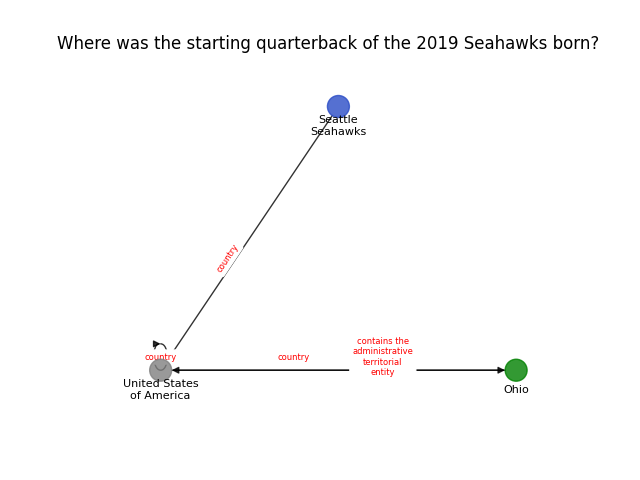 Where was the starting quarterback of the 2019 Seahawks born?
Seattle
Seahawks
country
country
country
contains the
administrative
territorial
entity
United States
of America
Ohio